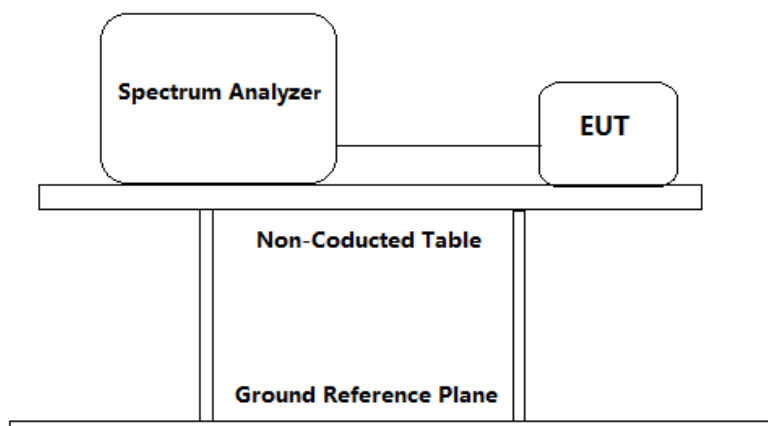 Spectrum Analyzer
EUT
Non-Coducted Table
Ground Reference Plane